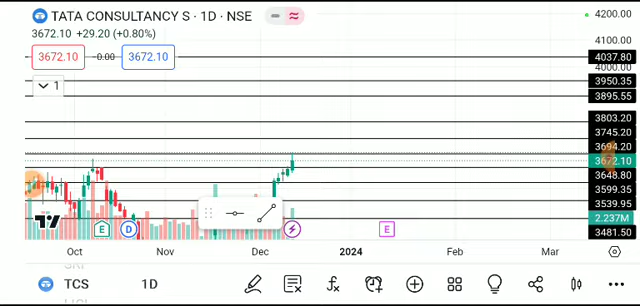 TATA CONSULTANCY S · 1D · NSE
3672.10 +29.20 (+0.80%)
3672.10 -0.00 3672.10
1
4200.00
4100.00
4037.80
4000.00
3950.35
3895.55
3803.20
3745.20
3694.20
3672.10
3648.80
3599.35
3539.95
2.237M
3481.50
E D E
Oct Nov Dec 2024 Feb Mar
TCS 1D